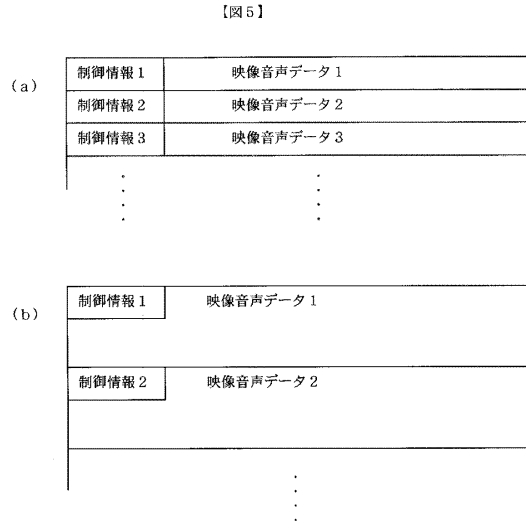 【図5】
(a)
制御情報1 映像音声データ1
制御情報2 映像音声データ2
制御情報3 映像音声データ3
(b)
制御情報1 映像音声データ1
制御情報2 映像音声データ2